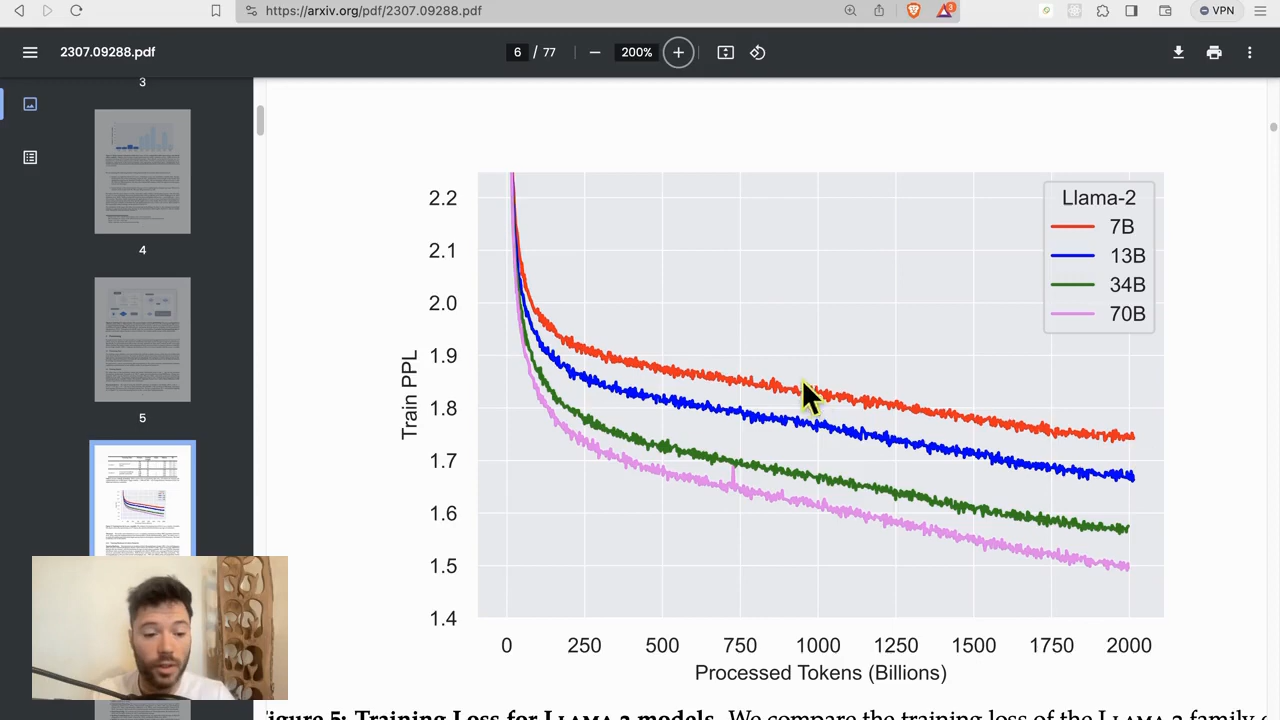 https://arxiv.org/pdf/2307.09288.pdf
3
VPN
2307.09288.pdf
6 / 77
200%
3
4
5
Llama-2
7B
13B
34B
70B
2.2
2.1
2.0
1.9
1.8
1.7
1.6
1.5
1.4
Train PPL
0 250 500 750 1000 1250 1500 1750 2000
Processed Tokens (Billions)
Figure 5: Training Loss for Llama 2 models. We compare the training loss of the Llama 2 family